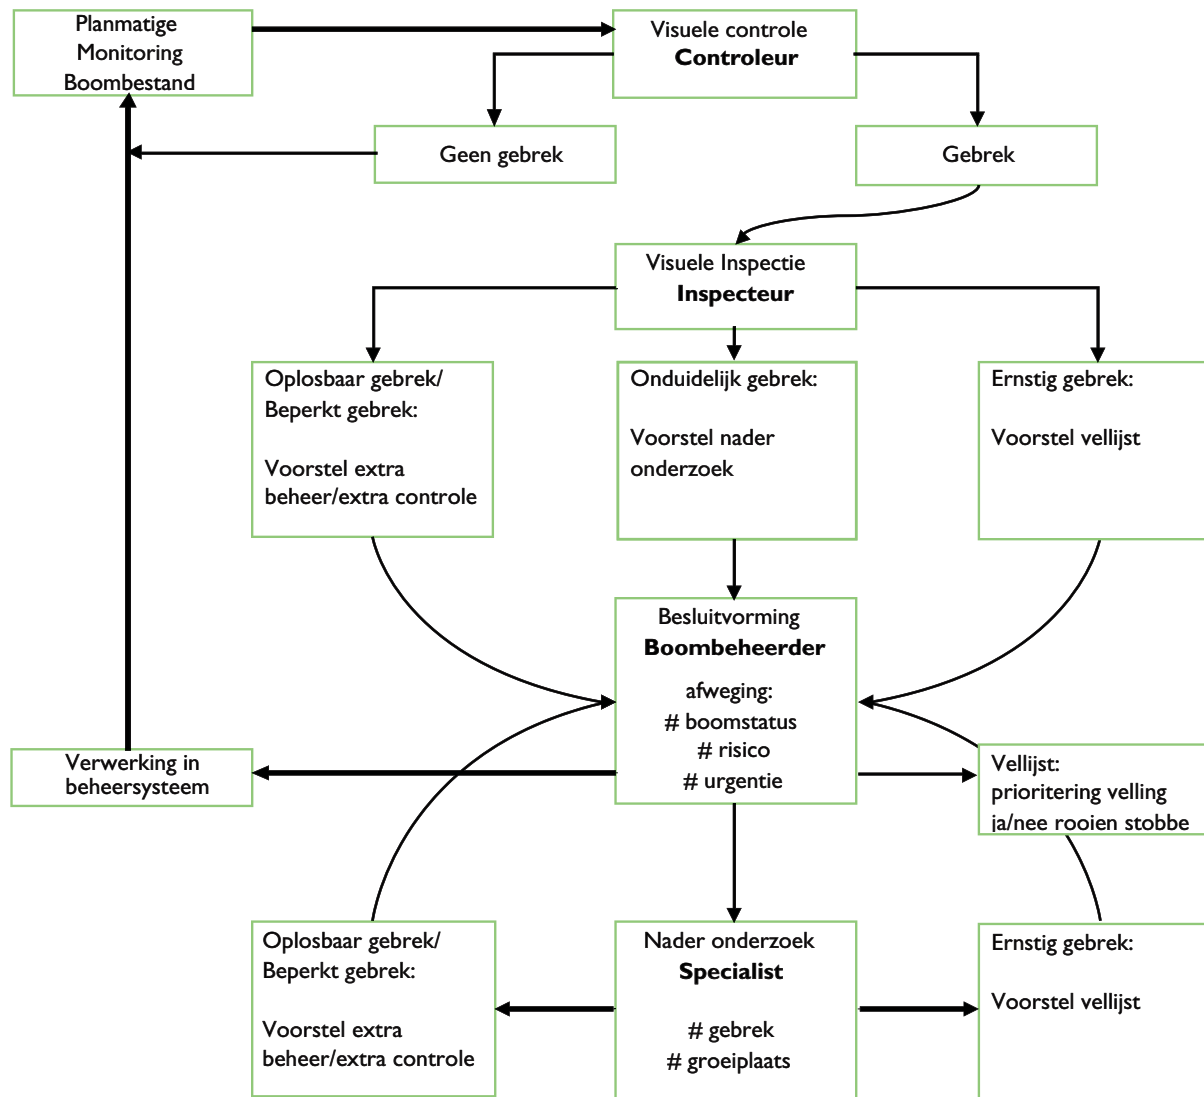 Planmatige
Monitoring
Boombestand
Visuele controle
Controleur
Geen gebrek
Gebrek
Visuele Inspectie
Inspecteur
Oplosbaar gebrek/
Beperkt gebrek:
Voorstel extra
beheer/extra controle
Onduidelijk gebrek:
Voorstel nader
onderzoek
Ernstig gebrek:
Voorstel vellijst
Besluitvorming
Boombeheerder
afweging:
# boomstatus
# risico
# urgentie
Verwerking in
beheersysteem
Vellijst:
prioritering velling
ja/nee rooien stobbe
Oplosbaar gebrek/
Beperkt gebrek:
Voorstel extra
beheer/extra controle
Nader onderzoek
Specialist
# gebrek
# groeiplaats
Ernstig gebrek:
Voorstel vellijst